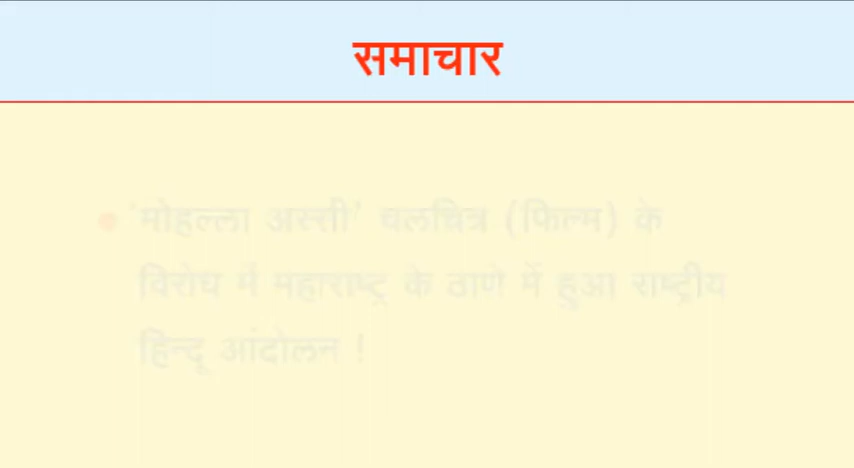 समाचार
'मोहल्ला अस्सी' चलचित्र (फिल्म) के
विरोध में महाराष्ट्र के ठाणे में हुआ राष्ट्रीय
हिन्दू आंदोलन !